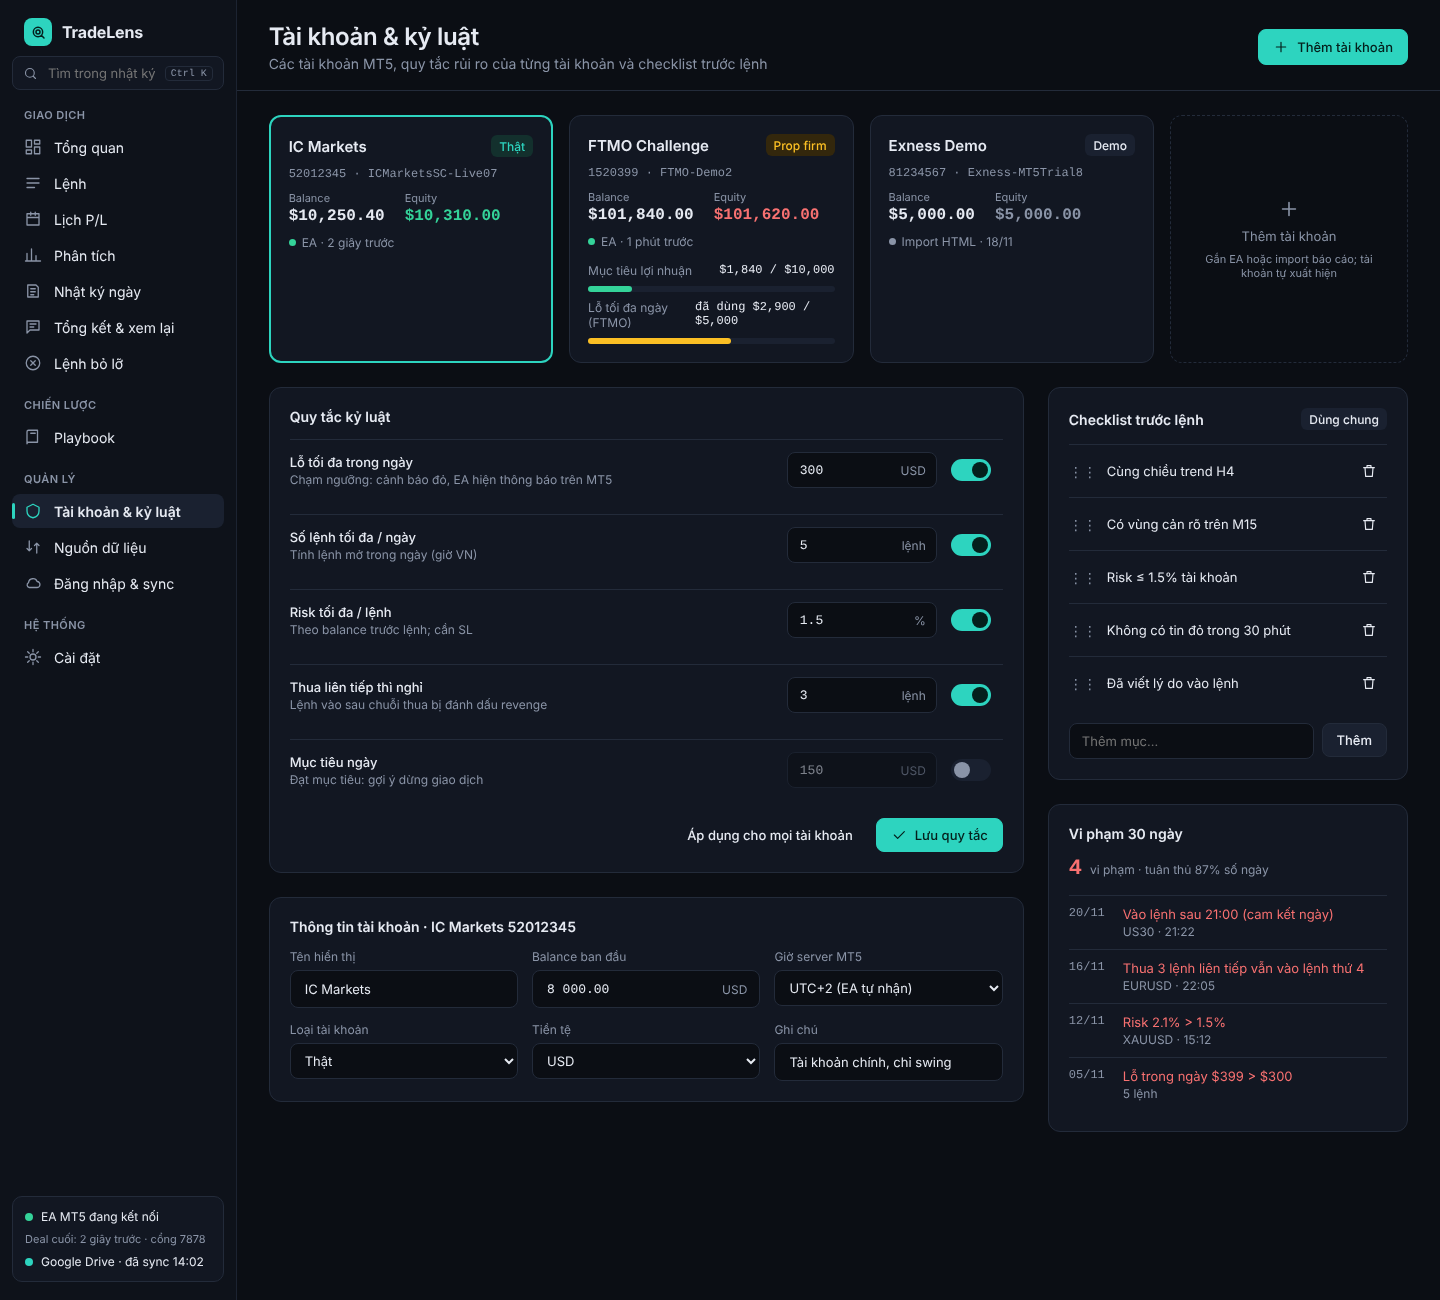 TradeLens
Tìm trong nhật ký
Ctrl K
GIAO DỊCH
Tổng quan
Lệnh
Lịch P/L
Phân tích
Nhật ký ngày
Tổng kết & xem lại
Lệnh bỏ lỡ
CHIẾN LƯỢC
Playbook
QUẢN LÝ
Tài khoản & kỷ luật
Nguồn dữ liệu
Đăng nhập & sync
HỆ THỐNG
Cài đặt
EA MT5 đang kết nối
Deal cuối: 2 giây trước · cổng 7878
Google Drive · đã sync 14:02
Tài khoản & kỷ luật
Các tài khoản MT5, quy tắc rủi ro của từng tài khoản và checklist trước lệnh
Thêm tài khoản
IC Markets
Thật
52012345 · ICMarketsSC-Live07
Balance
Equity
$10,250.40
$10,310.00
EA · 2 giây trước
FTMO Challenge
Prop firm
1520399 · FTMO-Demo2
Balance
Equity
$101,840.00
$101,620.00
EA · 1 phút trước
Mục tiêu lợi nhuận
$1,840 / $10,000
Lỗ tối đa ngày
(FTMO)
đã dùng $2,900 /
$5,000
Exness Demo
Demo
81234567 · Exness-MT5Trial8
Balance
Equity
$5,000.00
$5,000.00
Import HTML · 18/11
Thêm tài khoản
Gắn EA hoặc import báo cáo; tài
khoản tự xuất hiện
Quy tắc kỷ luật
Lỗ tối đa trong ngày
Chạm ngưỡng: cảnh báo đỏ, EA hiện thông báo trên MT5
300
USD
Số lệnh tối đa / ngày
Tính lệnh mở trong ngày (giờ VN)
5
lệnh
Risk tối đa / lệnh
Theo balance trước lệnh; cần SL
1.5
%
Thua liên tiếp thì nghỉ
Lệnh vào sau chuỗi thua bị đánh dấu revenge
3
lệnh
Mục tiêu ngày
Đạt mục tiêu: gợi ý dừng giao dịch
150
USD
Áp dụng cho mọi tài khoản
Lưu quy tắc
Thông tin tài khoản · IC Markets 52012345
Tên hiển thị
IC Markets
Balance ban đầu
8 000.00
USD
Giờ server MT5
UTC+2 (EA tự nhận)
Loại tài khoản
Thật
Tiền tệ
USD
Ghi chú
Tài khoản chính, chỉ swing
Checklist trước lệnh
Dùng chung
Cùng chiều trend H4
Có vùng cản rõ trên M15
Risk ≤ 1.5% tài khoản
Không có tin đỏ trong 30 phút
Đã viết lý do vào lệnh
Thêm mục...
Thêm
Vi phạm 30 ngày
4 vi phạm · tuân thủ 87% số ngày
20/11
Vào lệnh sau 21:00 (cam kết ngày)
US30 · 21:22
16/11
Thua 3 lệnh liên tiếp vẫn vào lệnh thứ 4
EURUSD · 22:05
12/11
Risk 2.1% > 1.5%
XAUUSD · 15:12
05/11
Lỗ trong ngày $399 > $300
5 lệnh